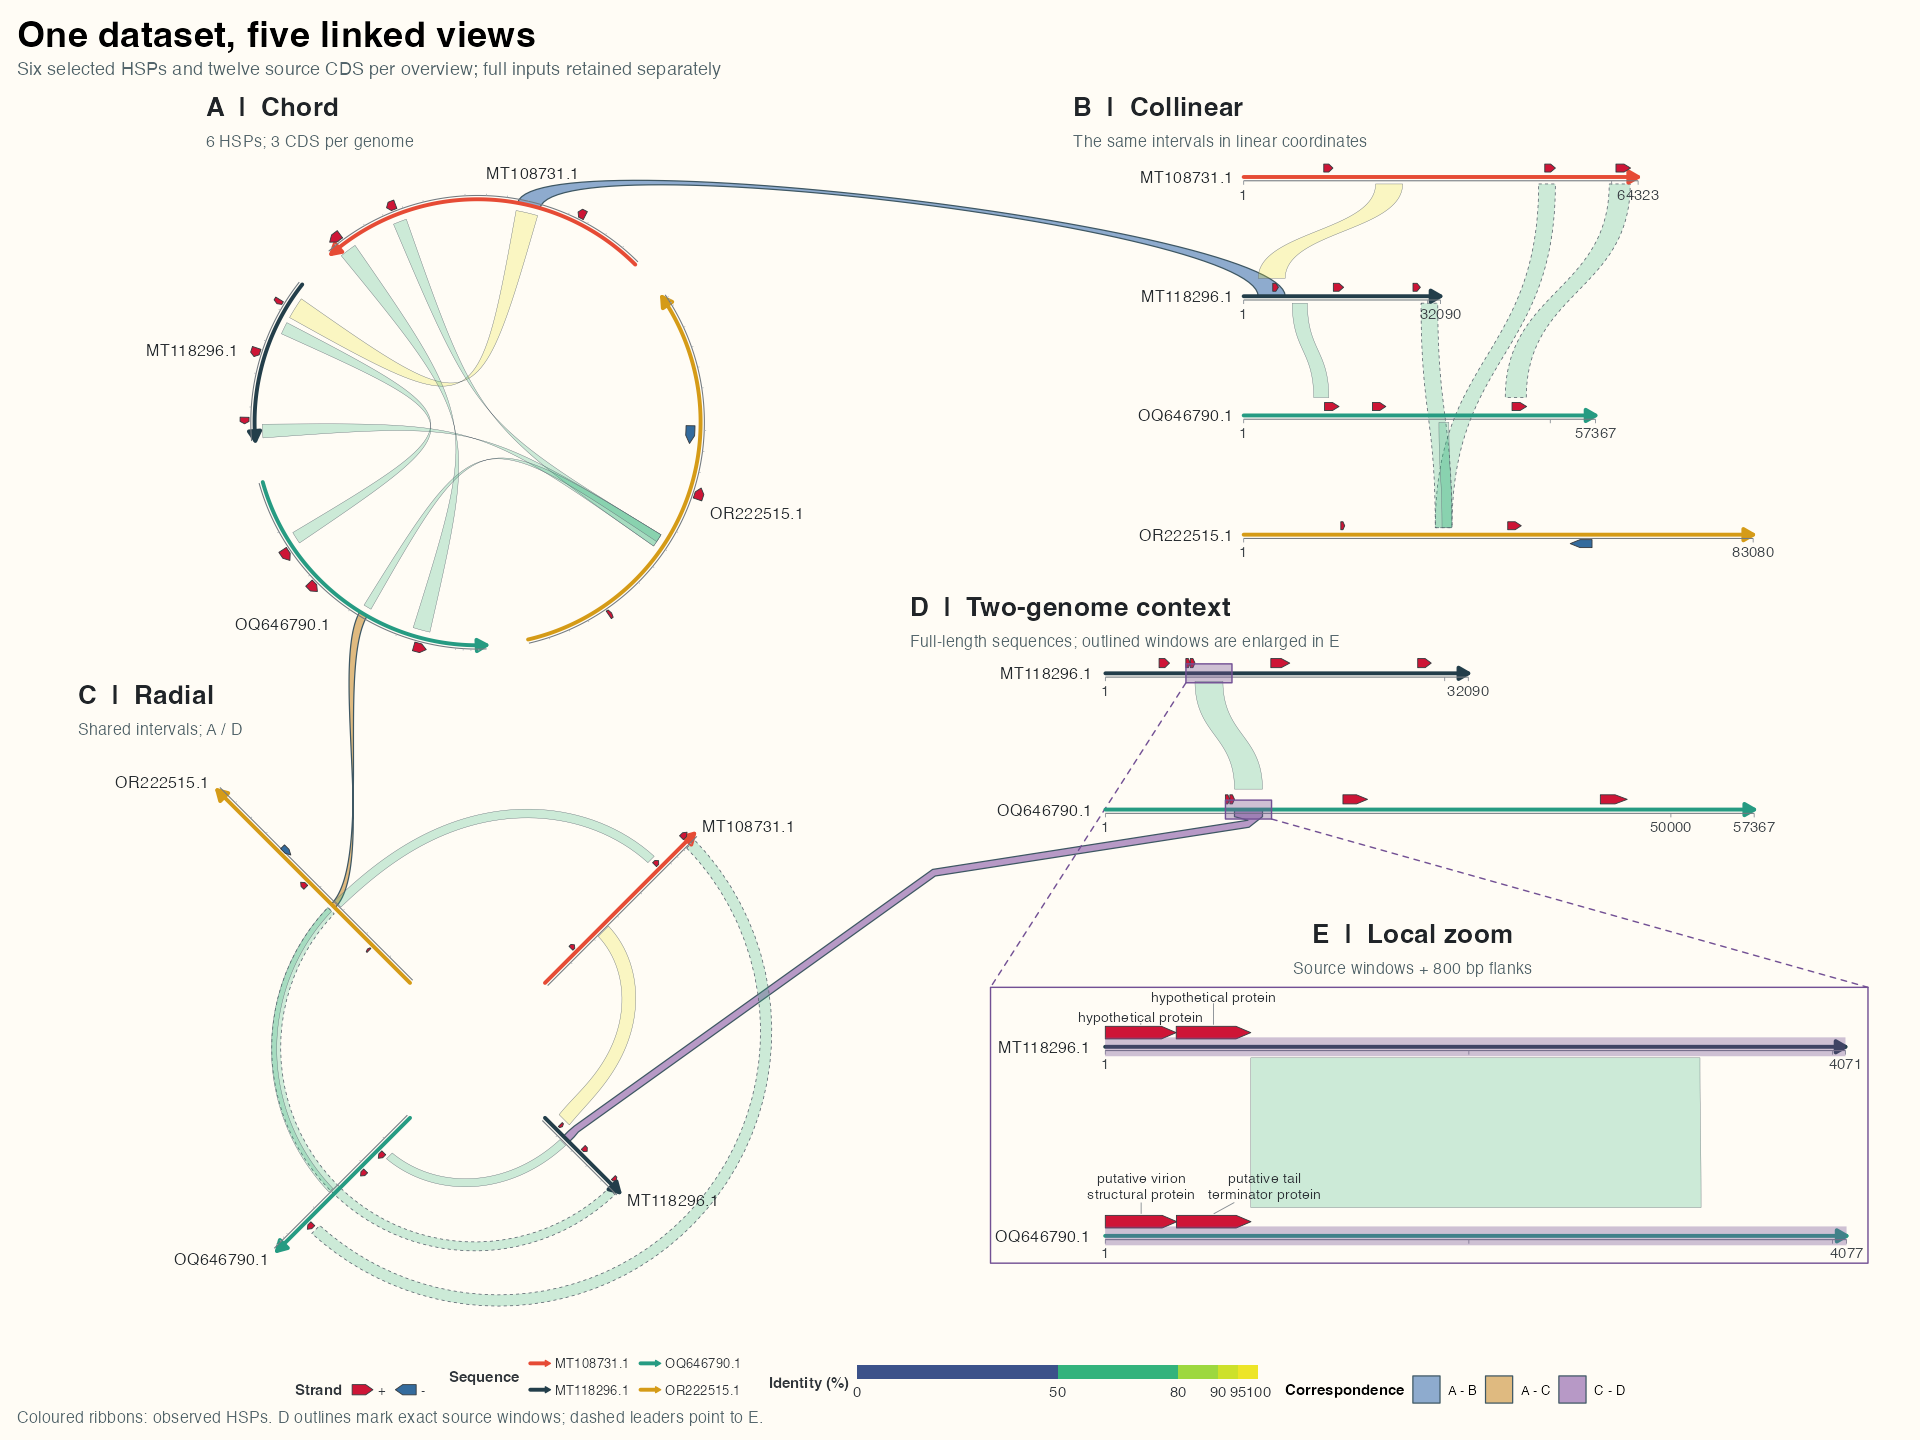 One dataset, five linked views
Six selected HSPs and twelve source CDS per overview; full inputs retained separately
A | Chord
6 HSPs; 3 CDS per genome
MT108731.1
MT118296.1
OR222515.1
OQ646790.1
B | Collinear
The same intervals in linear coordinates
MT108731.1
1
64323
MT118296.1
1
32090
OQ646790.1
1
57367
OR222515.1
1
83080
C | Radial
Shared intervals; A / D
OR222515.1
MT108731.1
MT118296.1
OQ646790.1
D | Two-genome context
Full-length sequences; outlined windows are enlarged in E
MT118296.1
1
32090
OQ646790.1
1
50000
57367
E | Local zoom
Source windows + 800 bp flanks
hypothetical protein
hypothetical protein
MT118296.1
1
4071
putative virion
structural protein
putative tail
terminator protein
OQ646790.1
1
4077
Strand + -
Sequence
MT108731.1
OQ646790.1
MT118296.1
OR222515.1
Identity (%)
0 50 80 90 95 100
Correspondence A - B A - C C - D
Coloured ribbons: observed HSPs. D outlines mark exact source windows; dashed leaders point to E.